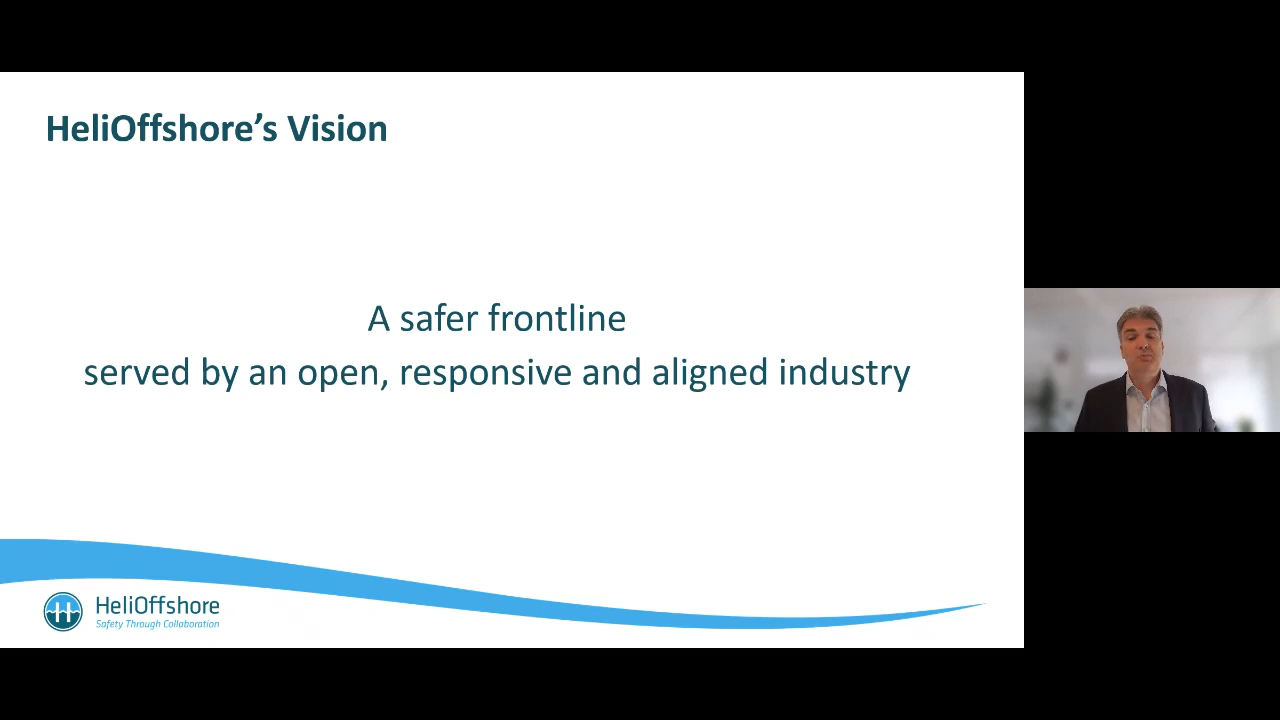 HeliOffshore’s Vision
A safer frontline
served by an open, responsive and aligned industry
HeliOffshore
Safety Through Collaboration